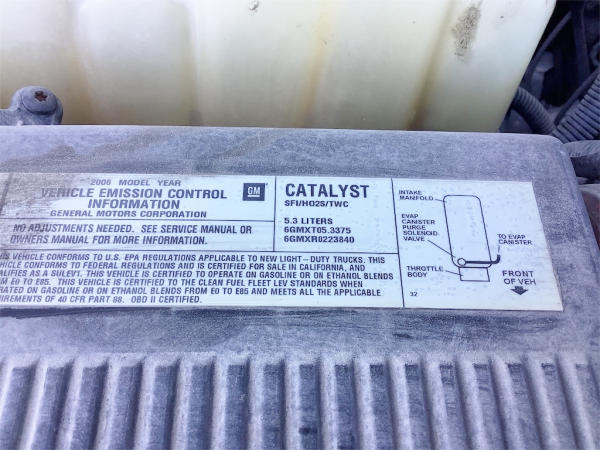 2006 MODEL YEAR
VEHICLE EMISSION CONTROL
INFORMATION
GENERAL MOTORS CORPORATION
GM
NO ADJUSTMENTS NEEDED. SEE SERVICE MANUAL OR
OWNERS MANUAL FOR MORE INFORMATION.
CATALYST
SFI/HO2S/TWC
5.3 LITERS
6GMXT05.3375
6GMXR0223840
VEHICLE CONFORMS TO U.S. EPA REGULATIONS APPLICABLE TO NEW LIGHT-DUTY TRUCKS. THIS
VEHICLE CONFORMS TO FEDERAL REGULATIONS AND IS CERTIFIED FOR SALE IN CALIFORNIA, AND
AS A SULEV1. THIS VEHICLE IS CERTIFIED TO OPERATE ON GASOLINE OR ON ETHANOL BLENDS
E0 TO E85. THIS VEHICLE IS CERTIFIED TO THE CLEAN FUEL FLEET LEV STANDARDS WHEN
ON GASOLINE OR ON ETHANOL BLENDS FROM E0 TO E85 AND MEETS ALL THE APPLICABLE
OF 40 CFR PART 88. OBD II CERTIFIED.
INTAKE
MANIFOLD
EVAP
CANISTER
PURGE
SOLENOID
VALVE
TO EVAP
CANISTER
THROTTLE
BODY
FRONT
OF VEH
32